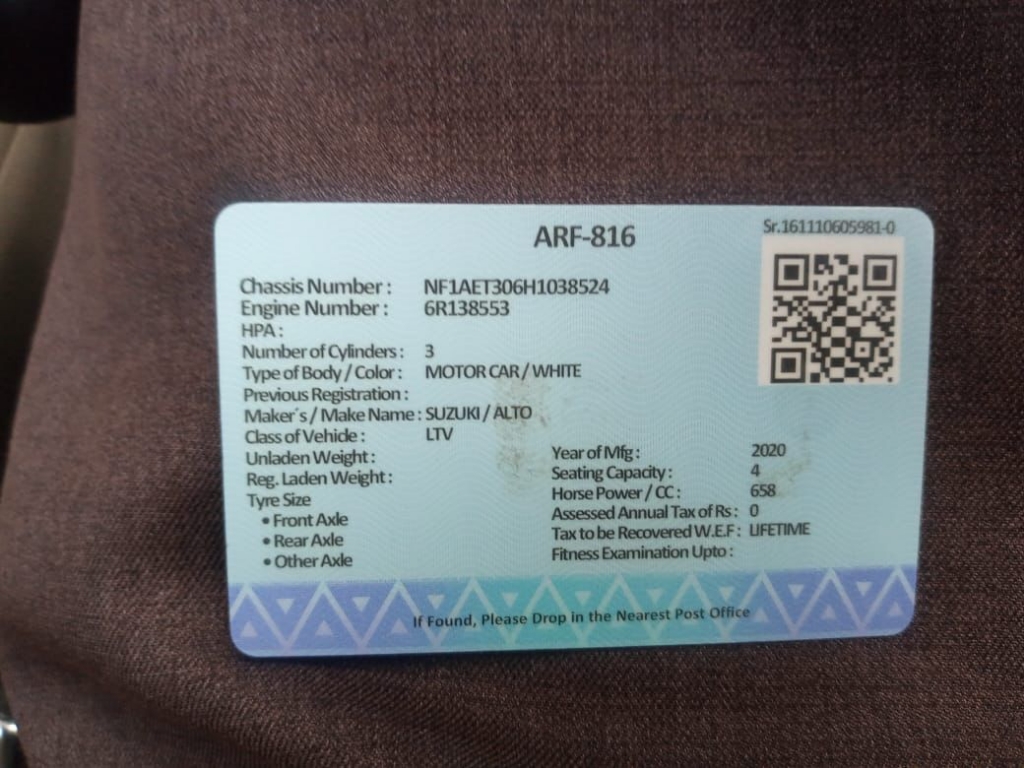 ARF-816
Sr.161110605981-0
Chassis Number : NF1AET306H1038524
Engine Number : 6R138553
HPA :
Number of Cylinders : 3
Type of Body / Color : MOTOR CAR / WHITE
Previous Registration :
Maker's / Make Name : SUZUKI / ALTO
Class of Vehicle : LTV
Unladen Weight :
Reg. Laden Weight :
Tyre Size
• Front Axle
• Rear Axle
• Other Axle
Year of Mfg : 2020
Seating Capacity : 4
Horse Power / CC : 658
Assessed Annual Tax of Rs : 0
Tax to be Recovered W.E.F : LIFETIME
Fitness Examination Upto :
If Found, Please Drop in the Nearest Post Office